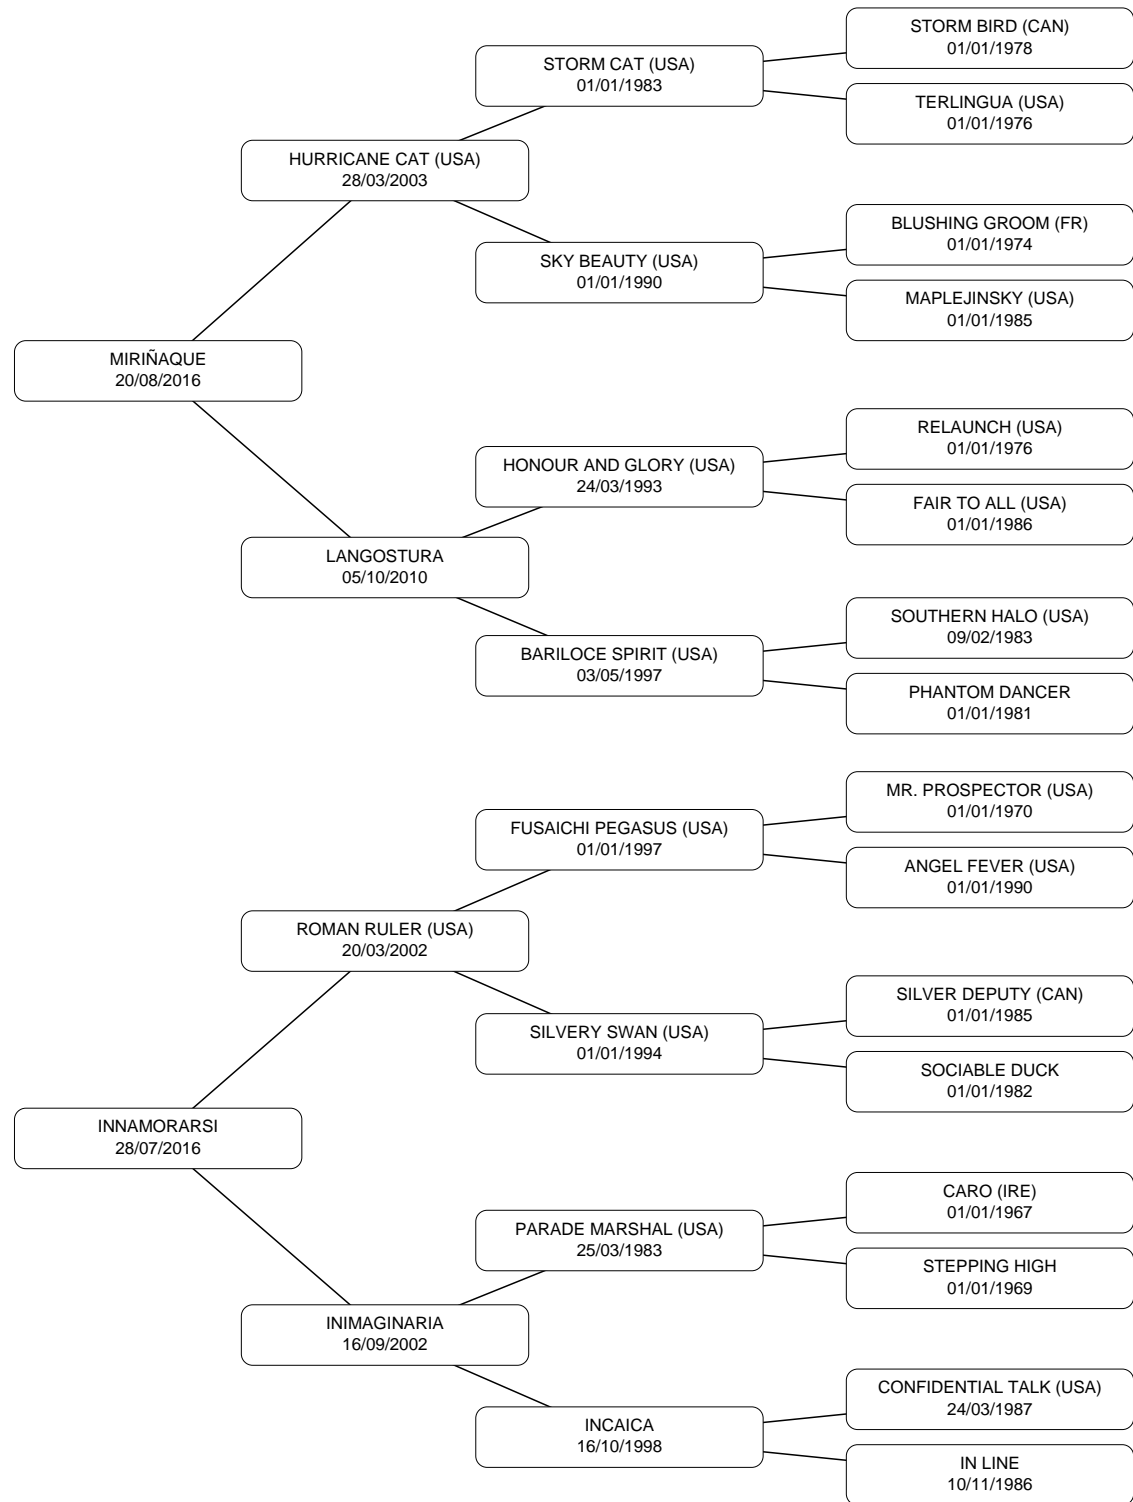 STORM BIRD (CAN)
01/01/1978
STORM CAT (USA)
01/01/1983
TERLINGUA (USA)
01/01/1976
HURRICANE CAT (USA)
28/03/2003
BLUSHING GROOM (FR)
01/01/1974
SKY BEAUTY (USA)
01/01/1990
MAPLEJINSKY (USA)
01/01/1985
MIRIÑAQUE
20/08/2016
RELAUNCH (USA)
01/01/1976
HONOUR AND GLORY (USA)
24/03/1993
FAIR TO ALL (USA)
01/01/1986
LANGOSTURA
05/10/2010
SOUTHERN HALO (USA)
09/02/1983
BARILOCE SPIRIT (USA)
03/05/1997
PHANTOM DANCER
01/01/1981
MR. PROSPECTOR (USA)
01/01/1970
FUSAICHI PEGASUS (USA)
01/01/1997
ANGEL FEVER (USA)
01/01/1990
ROMAN RULER (USA)
20/03/2002
SILVER DEPUTY (CAN)
01/01/1985
SILVERY SWAN (USA)
01/01/1994
SOCIABLE DUCK
01/01/1982
INNAMORARSI
28/07/2016
CARO (IRE)
01/01/1967
PARADE MARSHAL (USA)
25/03/1983
STEPPING HIGH
01/01/1969
INIMAGINARIA
16/09/2002
CONFIDENTIAL TALK (USA)
24/03/1987
INCAICA
16/10/1998
IN LINE
10/11/1986